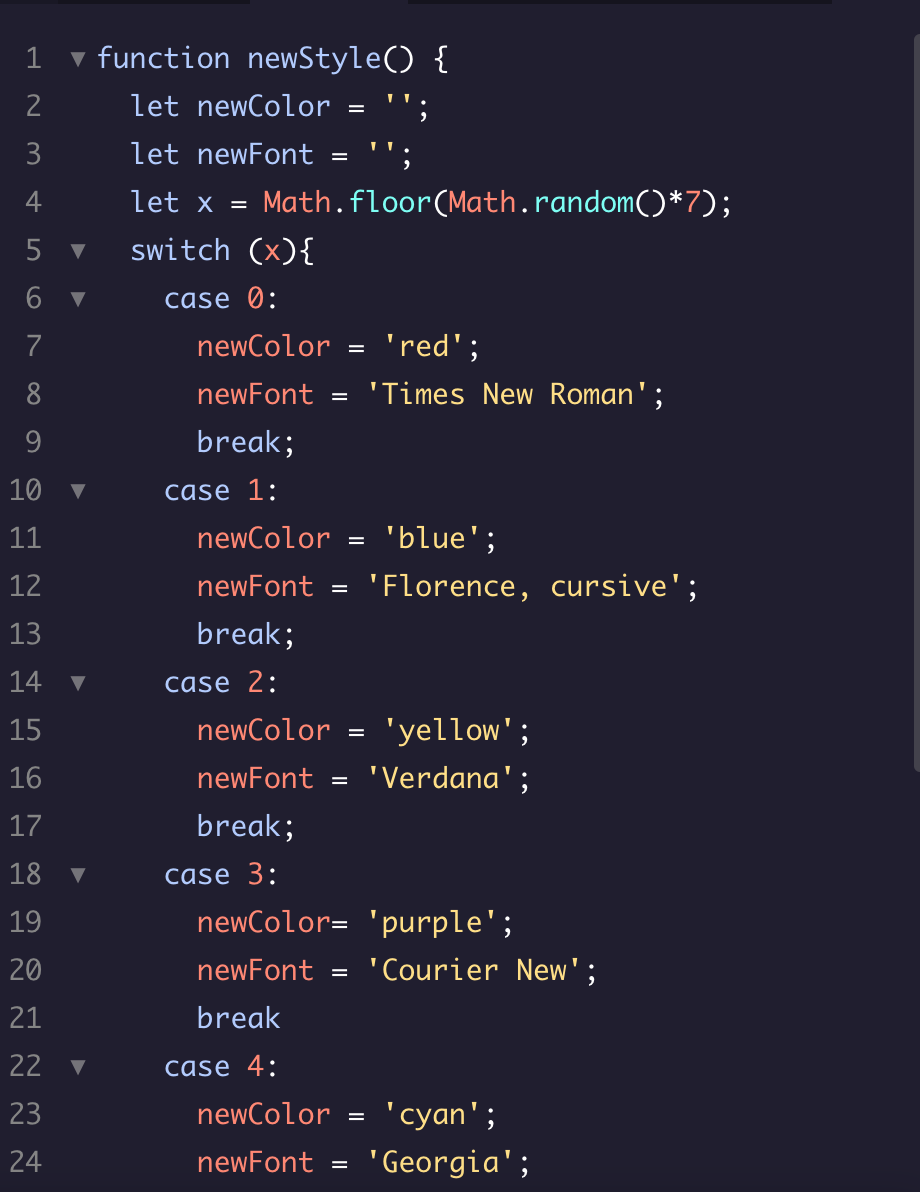 1 ▼ function newStyle() {
2 let newColor = '';
3 let newFont = '';
4 let x = Math.floor(Math.random()*7);
5 ▼ switch (x){
6 ▼ case 0:
7 newColor = 'red';
8 newFont = 'Times New Roman';
9 break;
10 ▼ case 1:
11 newColor = 'blue';
12 newFont = 'Florence, cursive';
13 break;
14 ▼ case 2:
15 newColor = 'yellow';
16 newFont = 'Verdana';
17 break;
18 ▼ case 3:
19 newColor= 'purple';
20 newFont = 'Courier New';
21 break
22 ▼ case 4:
23 newColor = 'cyan';
24 newFont = 'Georgia';